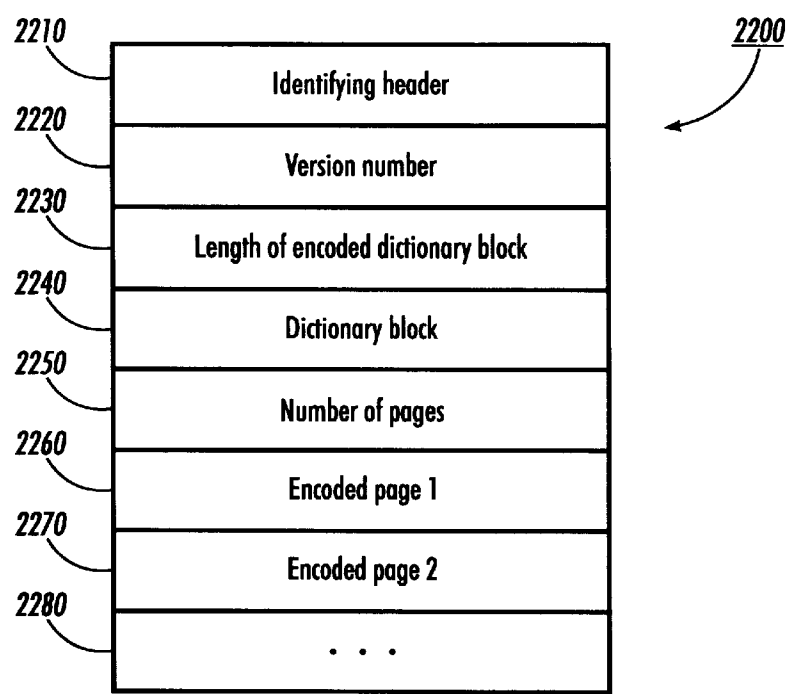 2210
2200
Identifying header
2220
Version number
2230
Length of encoded dictionary block
2240
Dictionary block
2250
Number of pages
2260
Encoded page 1
2270
Encoded page 2
2280
. . .